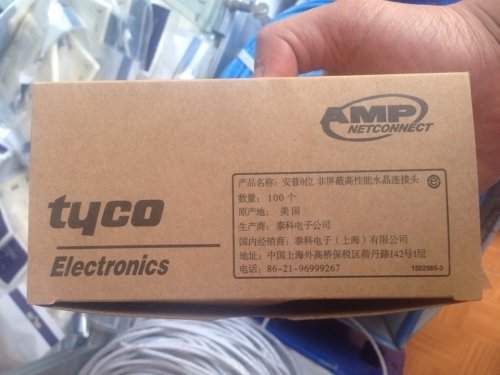 AMP
NETCONNECT
tyco
Electronics
产品名称：安普8位 非屏蔽高性能水晶连接头
数量：100 个
原产地： 美 国
生产商：泰科电子公司
国内经销商：泰科电子（上海）有限公司
地址：中国上海外高桥保税区荷丹路142号1组
电话：86-21-96999267